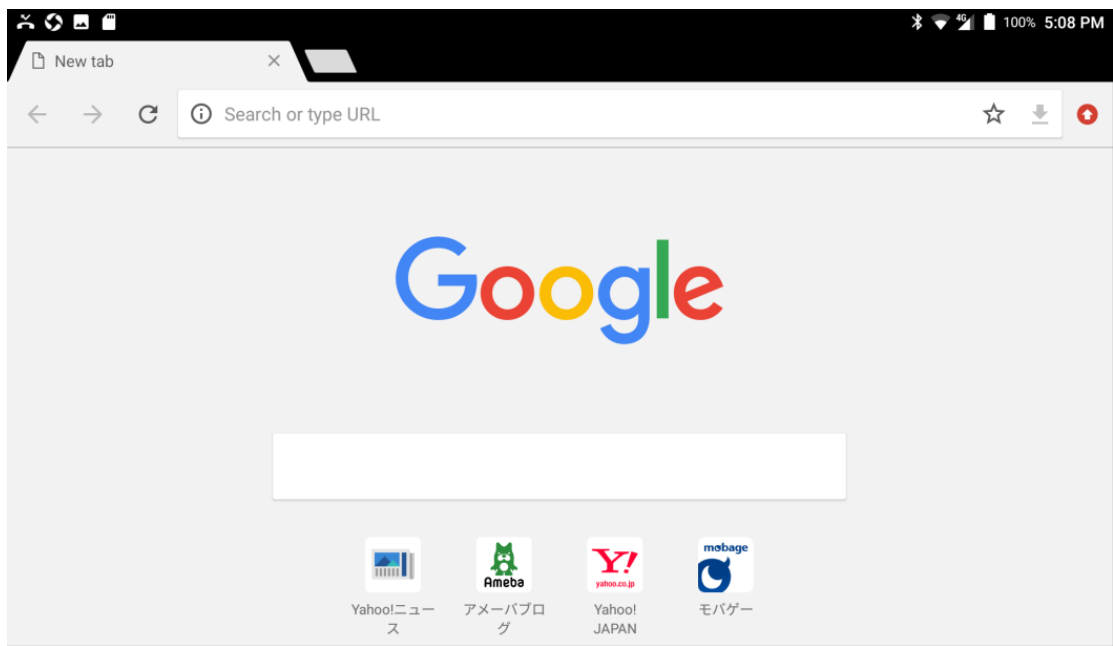 4G 100% 5:08 PM
New tab
Search or type URL
Google
Ameba
Y!
yahoo.co.jp
mobage
Yahoo!ニュー
ス
アメーバブロ
グ
Yahoo!
JAPAN
モバゲー